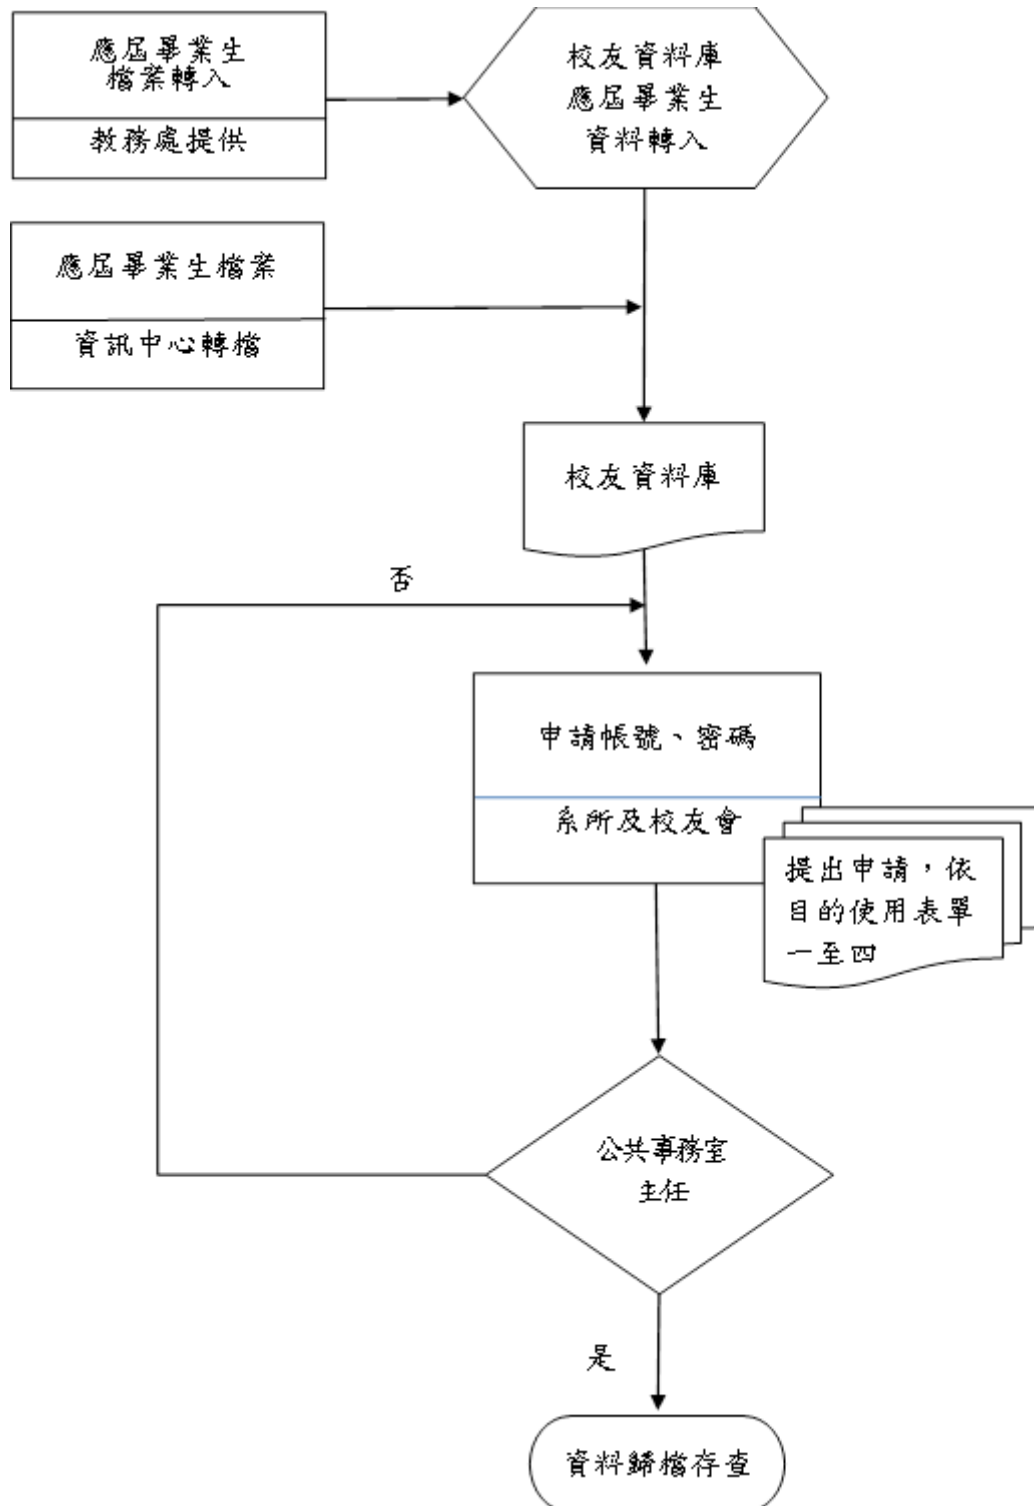 應屆畢業生
檔案轉入
教務處提供
校友資料庫
應屆畢業生
資料轉入
應屆畢業生檔案
資訊中心轉檔
校友資料庫
否
申請帳號、密碼
系所及校友會
提出申請，依
目的使用表單
一至四
公共事務室
主任
是
資料歸檔存查